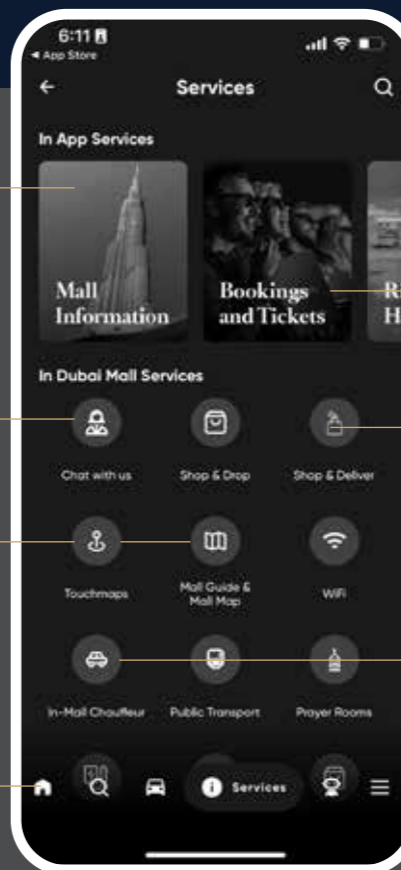 6:11
App Store
Services
In App Services
Mall
Information
Bookings
and Tickets
In Dubai Mall Services
Chat with us
Shop & Drop
Shop & Deliver
Touchmaps
Mall Guide &
Mall Map
WiFi
In-Mall Chauffeur
Public Transport
Prayer Rooms
Services